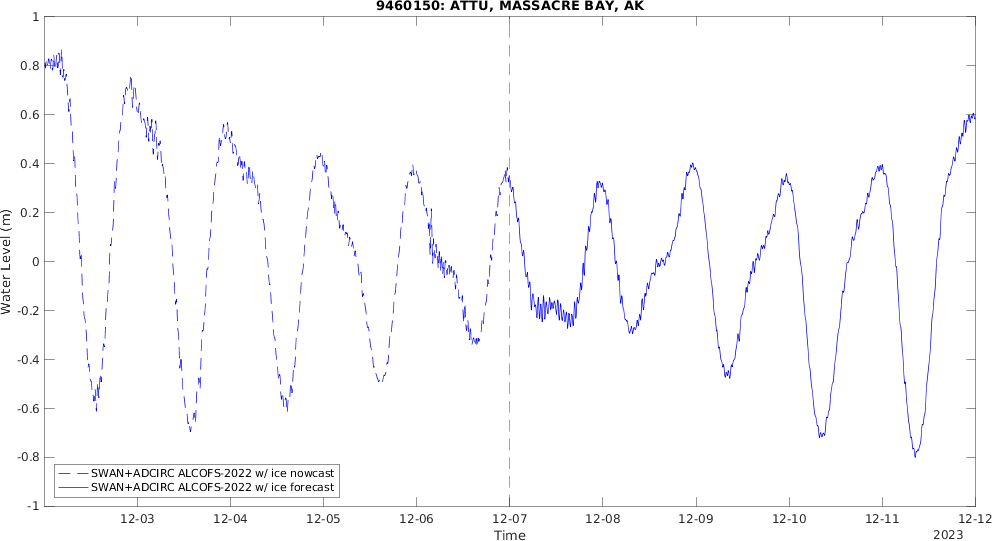 9460150: ATTU, MASSACRE BAY, AK
1
0.8
0.6
0.4
0.2
0
-0.2
-0.4
-0.6
-0.8
-1
Water Level (m)
SWAN+ADCIRC ALCOFS-2022 w/ ice nowcast
SWAN+ADCIRC ALCOFS-2022 w/ ice forecast
12-03 12-04 12-05 12-06 12-07 12-08 12-09 12-10 12-11 12-12
Time
2023